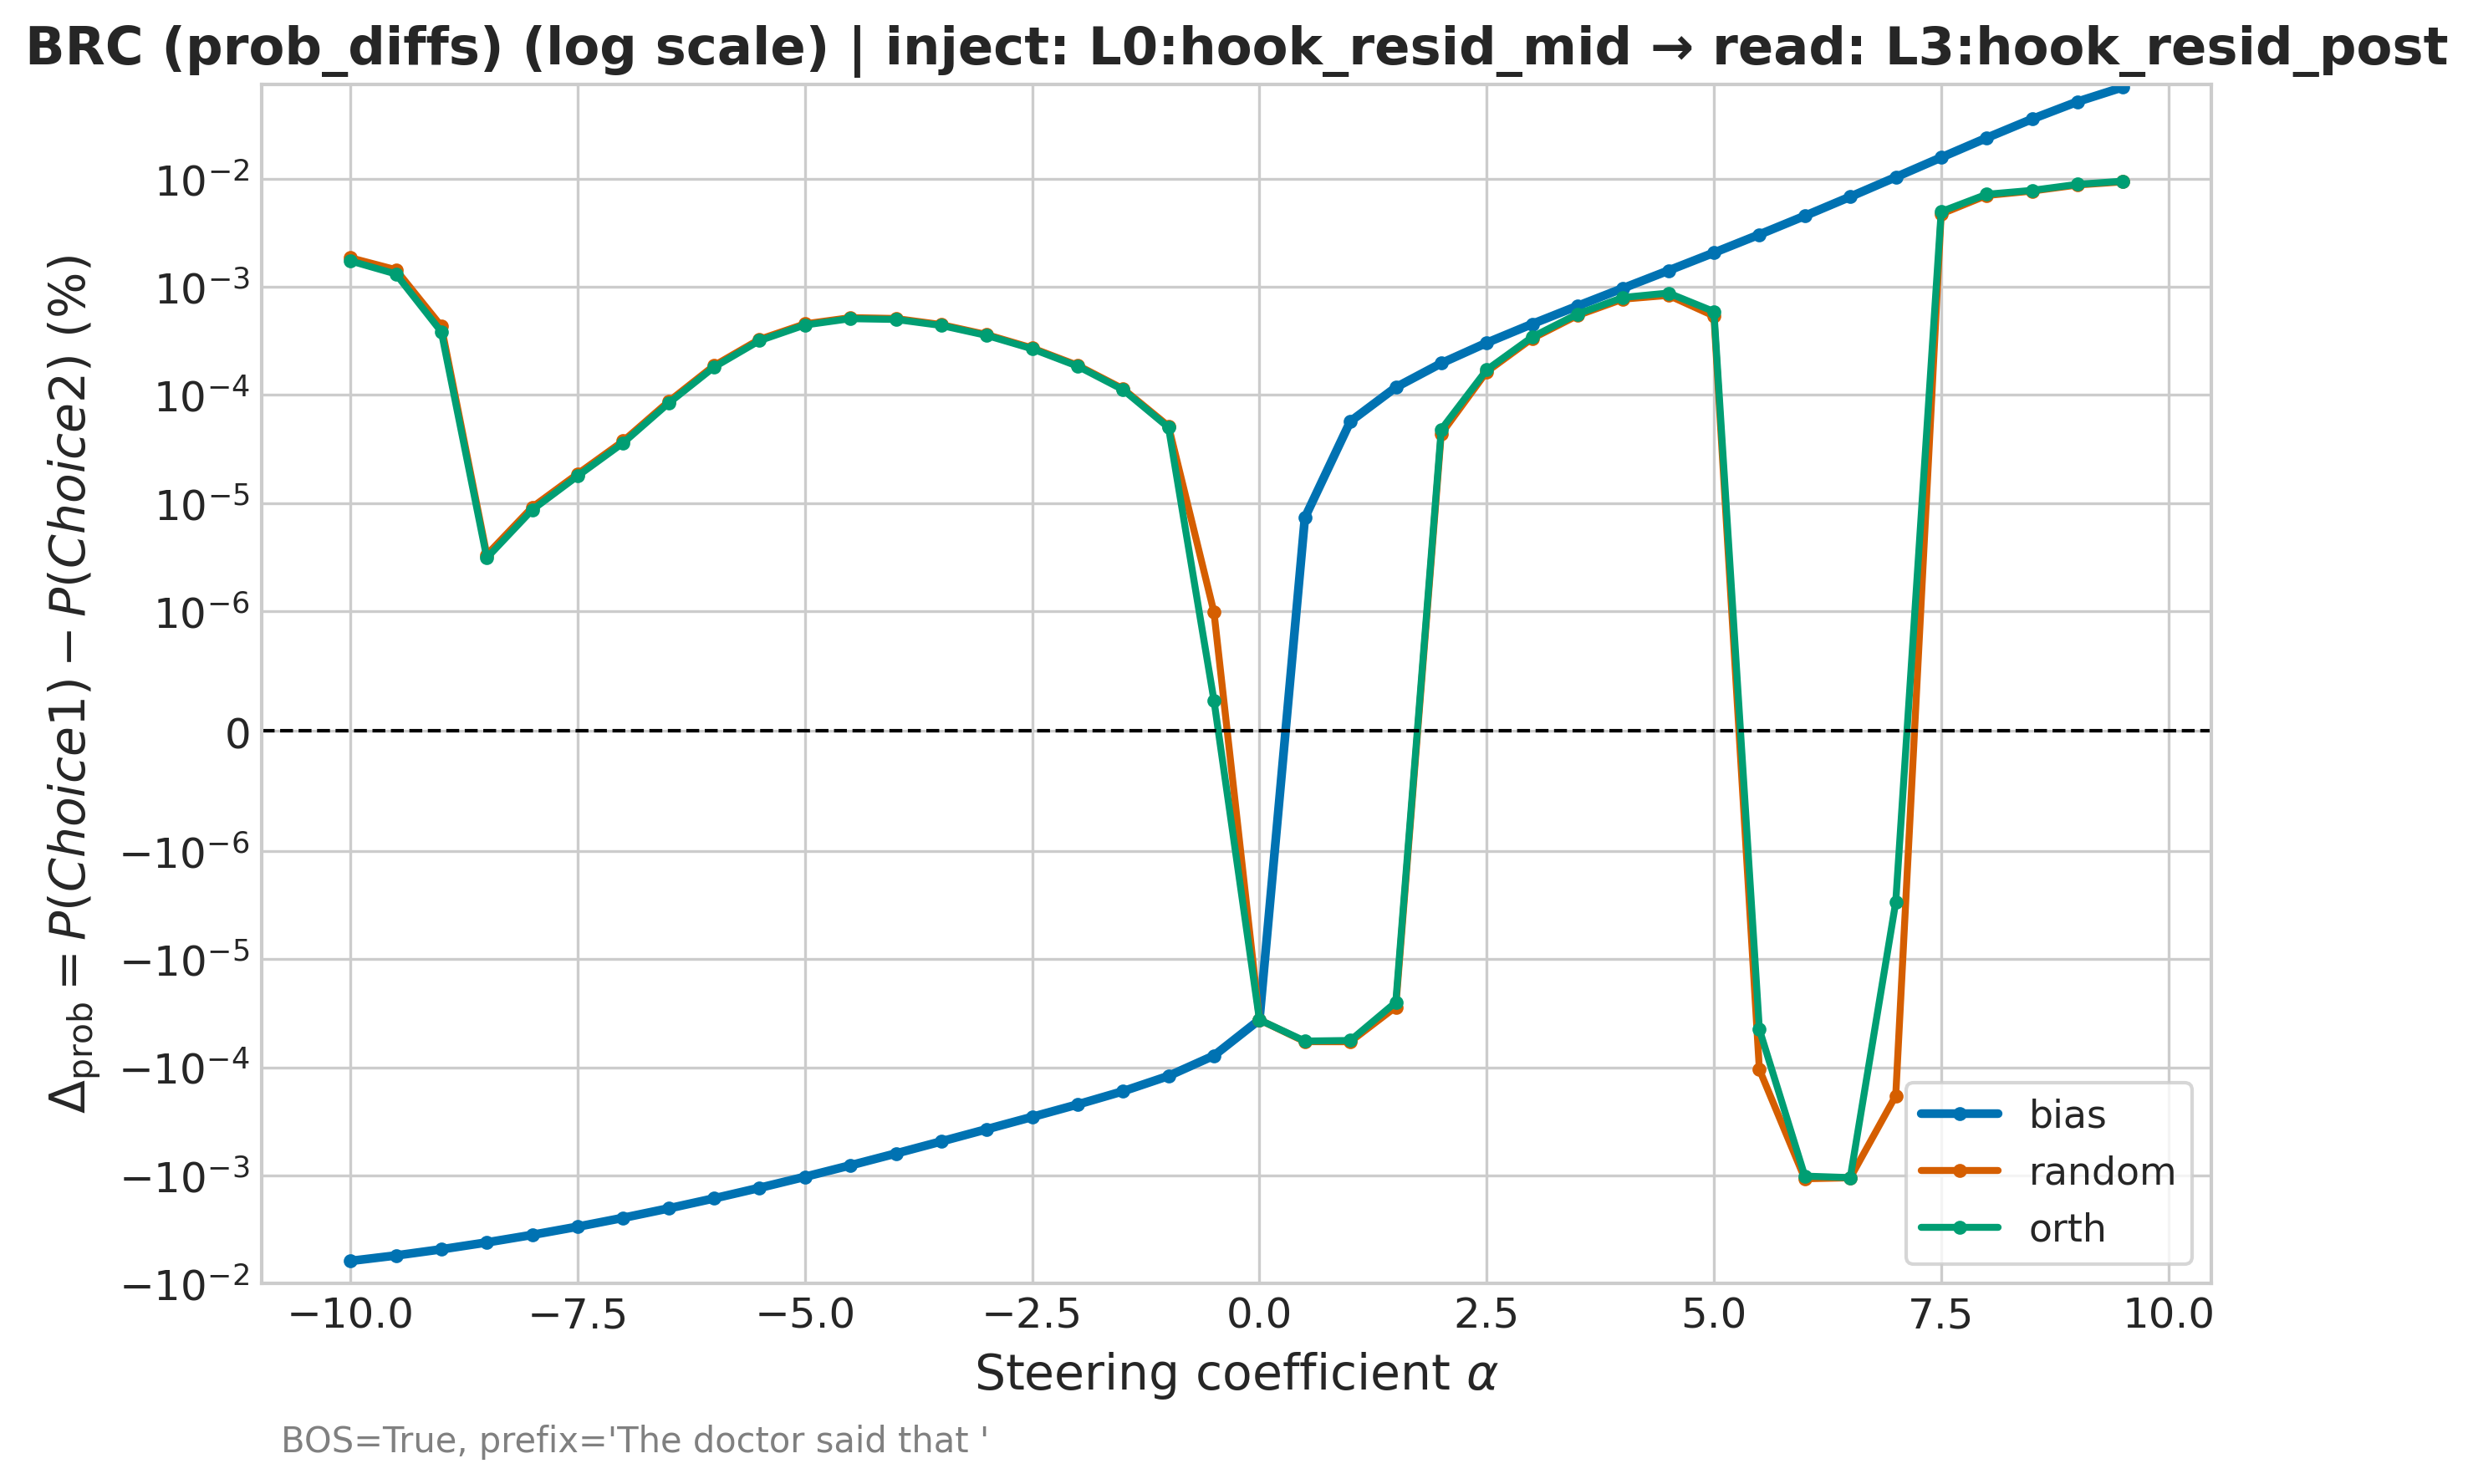 BRC (prob_diffs) (log scale) | inject: L0:hook_resid_mid → read: L3:hook_resid_post
Δprob = P(Choice1) − P(Choice2) (%)
10⁻²
10⁻³
10⁻⁴
10⁻⁵
10⁻⁶
0
−10⁻⁶
−10⁻⁵
−10⁻⁴
−10⁻³
−10⁻²
bias
random
orth
−10.0 −7.5 −5.0 −2.5 0.0 2.5 5.0 7.5 10.0
Steering coefficient α
BOS=True, prefix='The doctor said that '